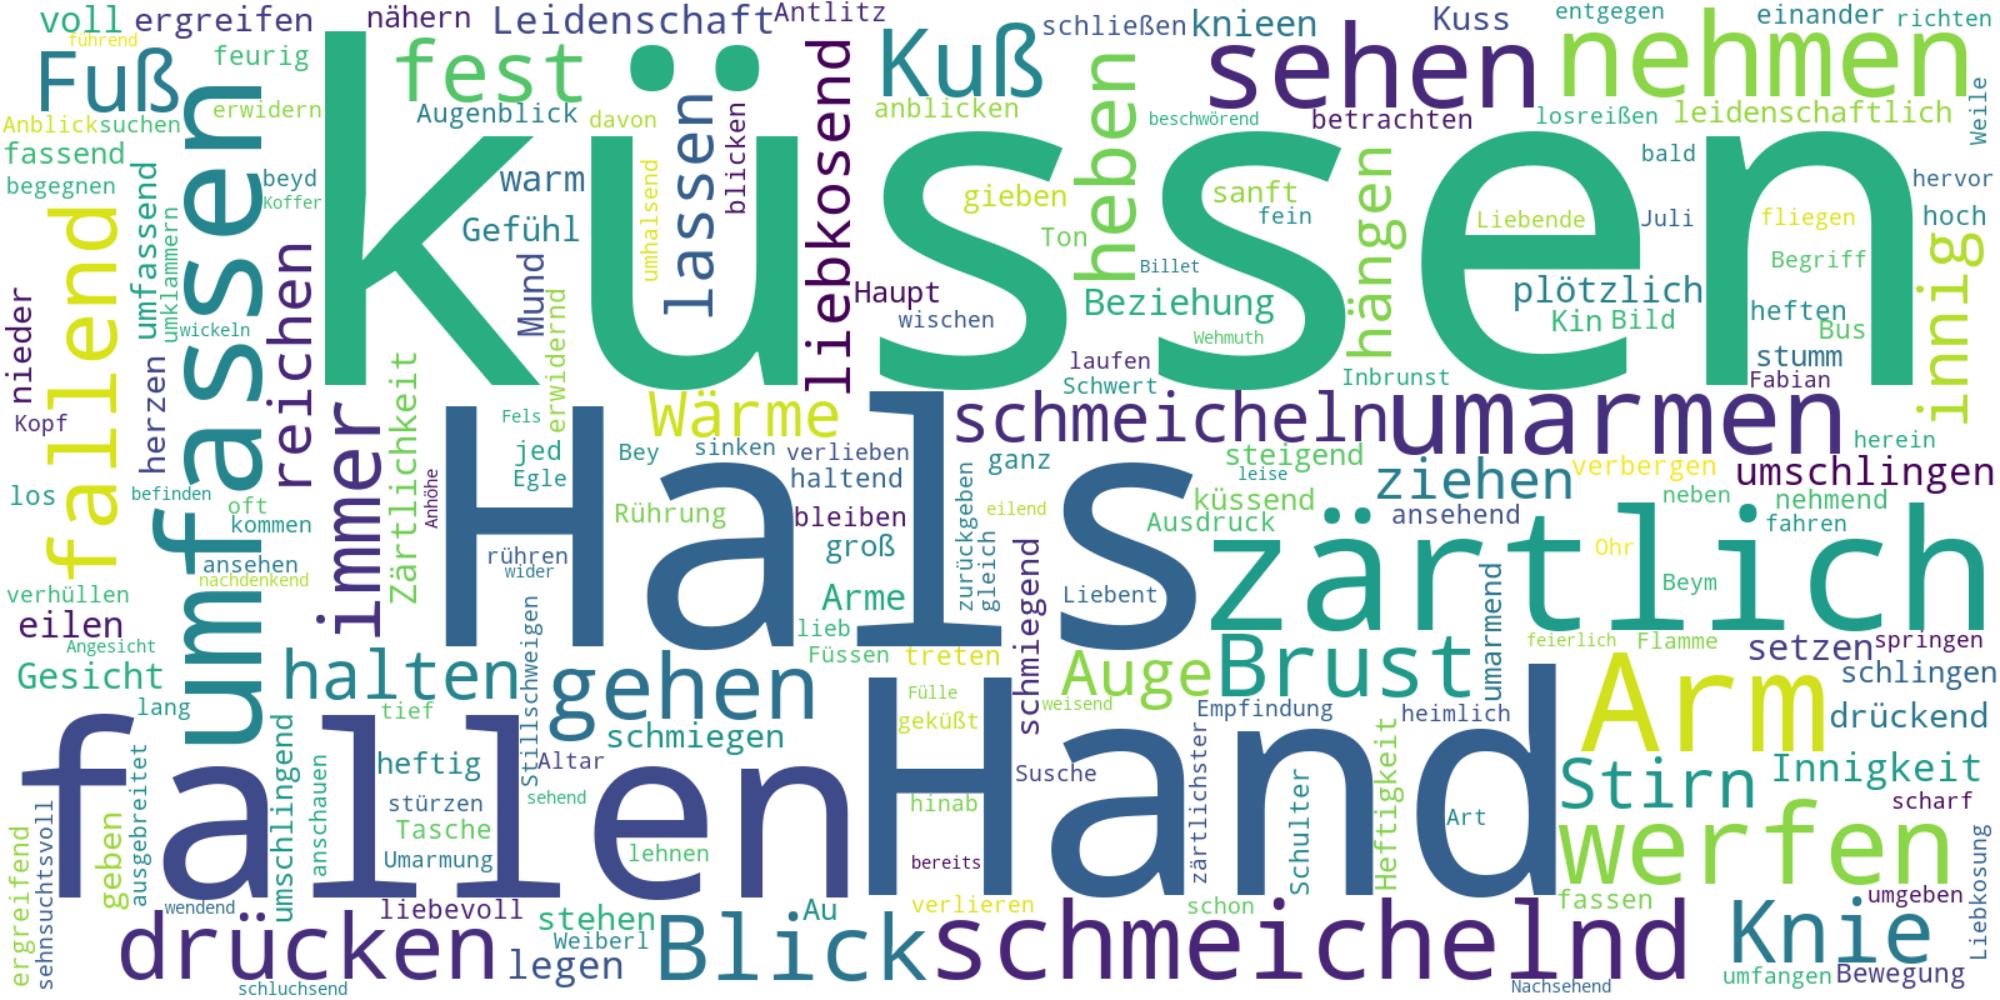 voll ergreifen nähern Leidenschaft Antlitz entgegen einander richten
führend Fuß feurig fest Kuß schließen knieen Kuss sehen nehmen
erwidern Augenblick davon lassen blicken liebkosend anblicken heben beschwörend betrachten losreißen leidenschaftlich Weile
Anblick suchen
fassend umfassend beyd warm umhalsend küssen gieben sanft hängen bald hervor
begegnen Koffer Gefühl fein Liebende Juli fliegen hoch
fallend umklammern umfassen reichen Mund Ton Billet Begriff innig
nieder wickeln erwidernd Haupt wischen Beziehung Wehmuth plötzlich Kin Bild heften Bus
herzen Zärtlichkeit laufen Schwert Inbrunst stumm Fabian
Kopf immer Fels Wärme schmeicheln umarmen herein
jed Bey sinken verlieben ganz steigend leise ziehen verbergen umschlingen
los befinden oft Anhöhe Egle Hals haltend zurückgeben eilend küssend neben nehmend
kommen Rührung bleiben Ausdruck ansehend fahren
ansehen rühren groß gleich zärtlich Ohr
nachdenkend wider schmiegend umarmend
verhüllen Arme Liebent Beym
eilen Stillschweigen lieb feierlich Flamme setzen springen
Angesicht Gesicht halten gehen Füssen treten Auge Brust Arm schlingen
lang tief Fülle weisend Empfindung heimlich drückend
umschlingend schmiegen geküßt
ausgebreitet anschauen heftig Altar Susche zärtlichster Schulter Heftigkeit Stirn Innigkeit
fallen stürzen sehend hinab Hand Art scharf
ergreifend sehnsuchtsvoll geben Tasche lehnen werfen Liebkosung
Umarmung bereits
wendend liebevoll stehen Au verlieren schon fassen umgeben
drücken Weiberl Blick schmeichelnd Knie
legen umfangen Bewegung
schluchsend Nachsehend